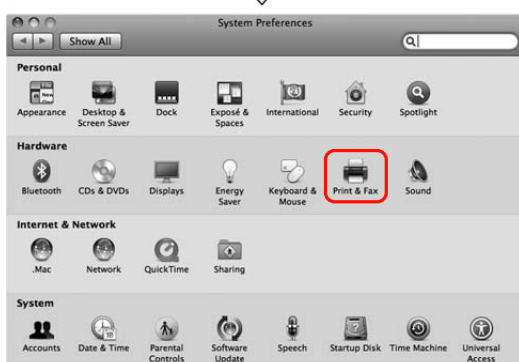 System Preferences
Show All
Personal
Appearance
Desktop & Screen Saver
Dock
Exposé & Spaces
International
Security
Spotlight
Hardware
Bluetooth
CDs & DVDs
Displays
Energy Saver
Keyboard & Mouse
Print & Fax
Sound
Internet & Network
.Mac
Network
QuickTime
Sharing
System
Accounts
Date & Time
Parental Controls
Software Update
Speech
Startup Disk
Time Machine
Universal Access